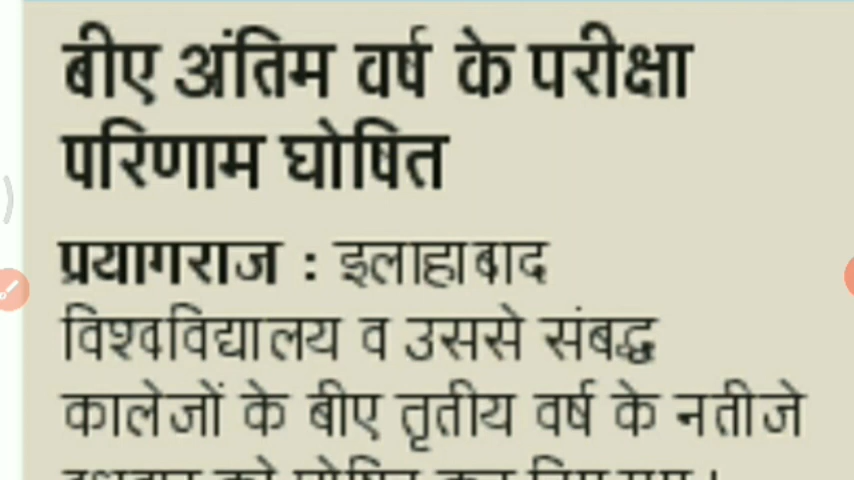 बीए अंतिम वर्ष के परीक्षा
परिणाम घोषित
प्रयागराज : इलाहाबाद
विश्वविद्यालय व उससे संबद्ध
कालेजों के बीए तृतीय वर्ष के नतीजे